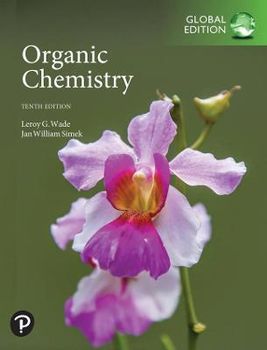 GLOBAL
EDITION
Organic
Chemistry
TENTH EDITION
Leroy G. Wade
Jan William Simek
P